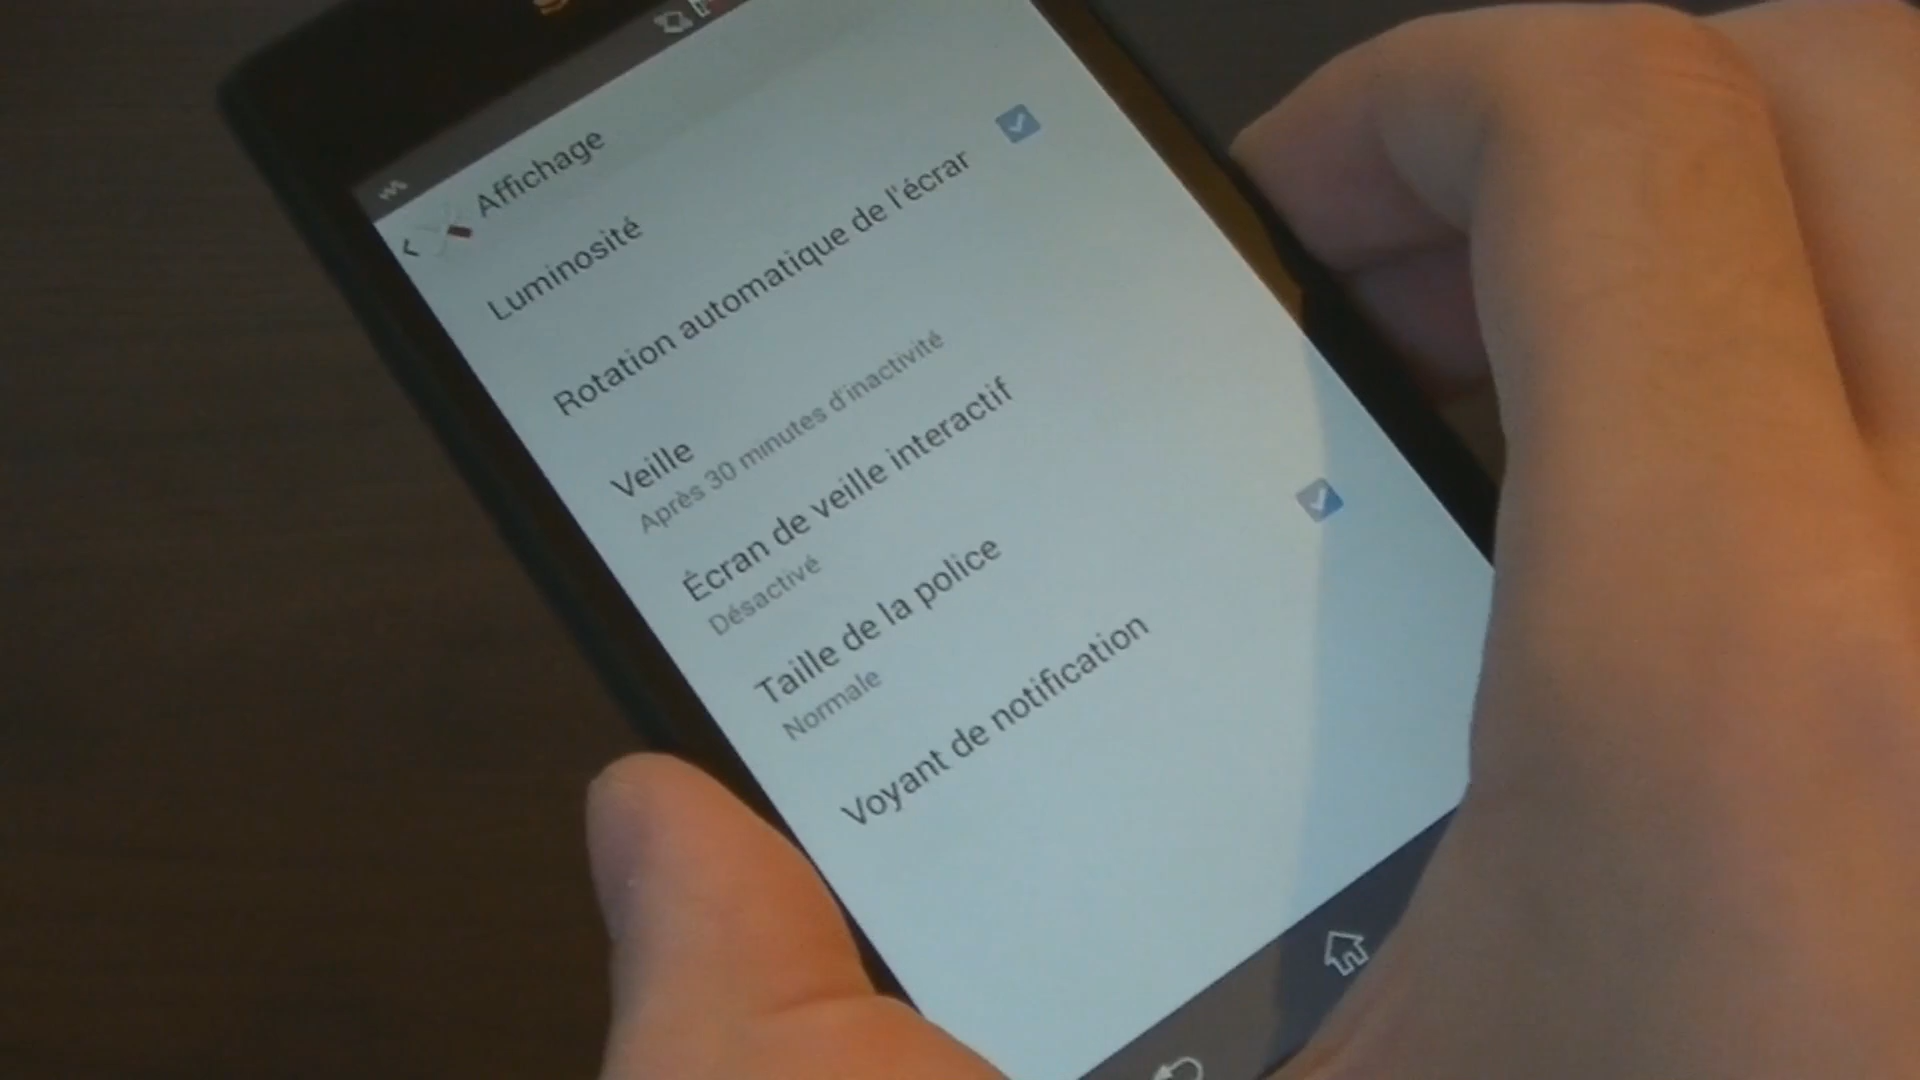 Affichage
Luminosité
Rotation automatique de l'écran
Veille
Après 30 minutes d'inactivité
Écran de veille interactif
Désactivé
Taille de la police
Normale
Voyant de notification